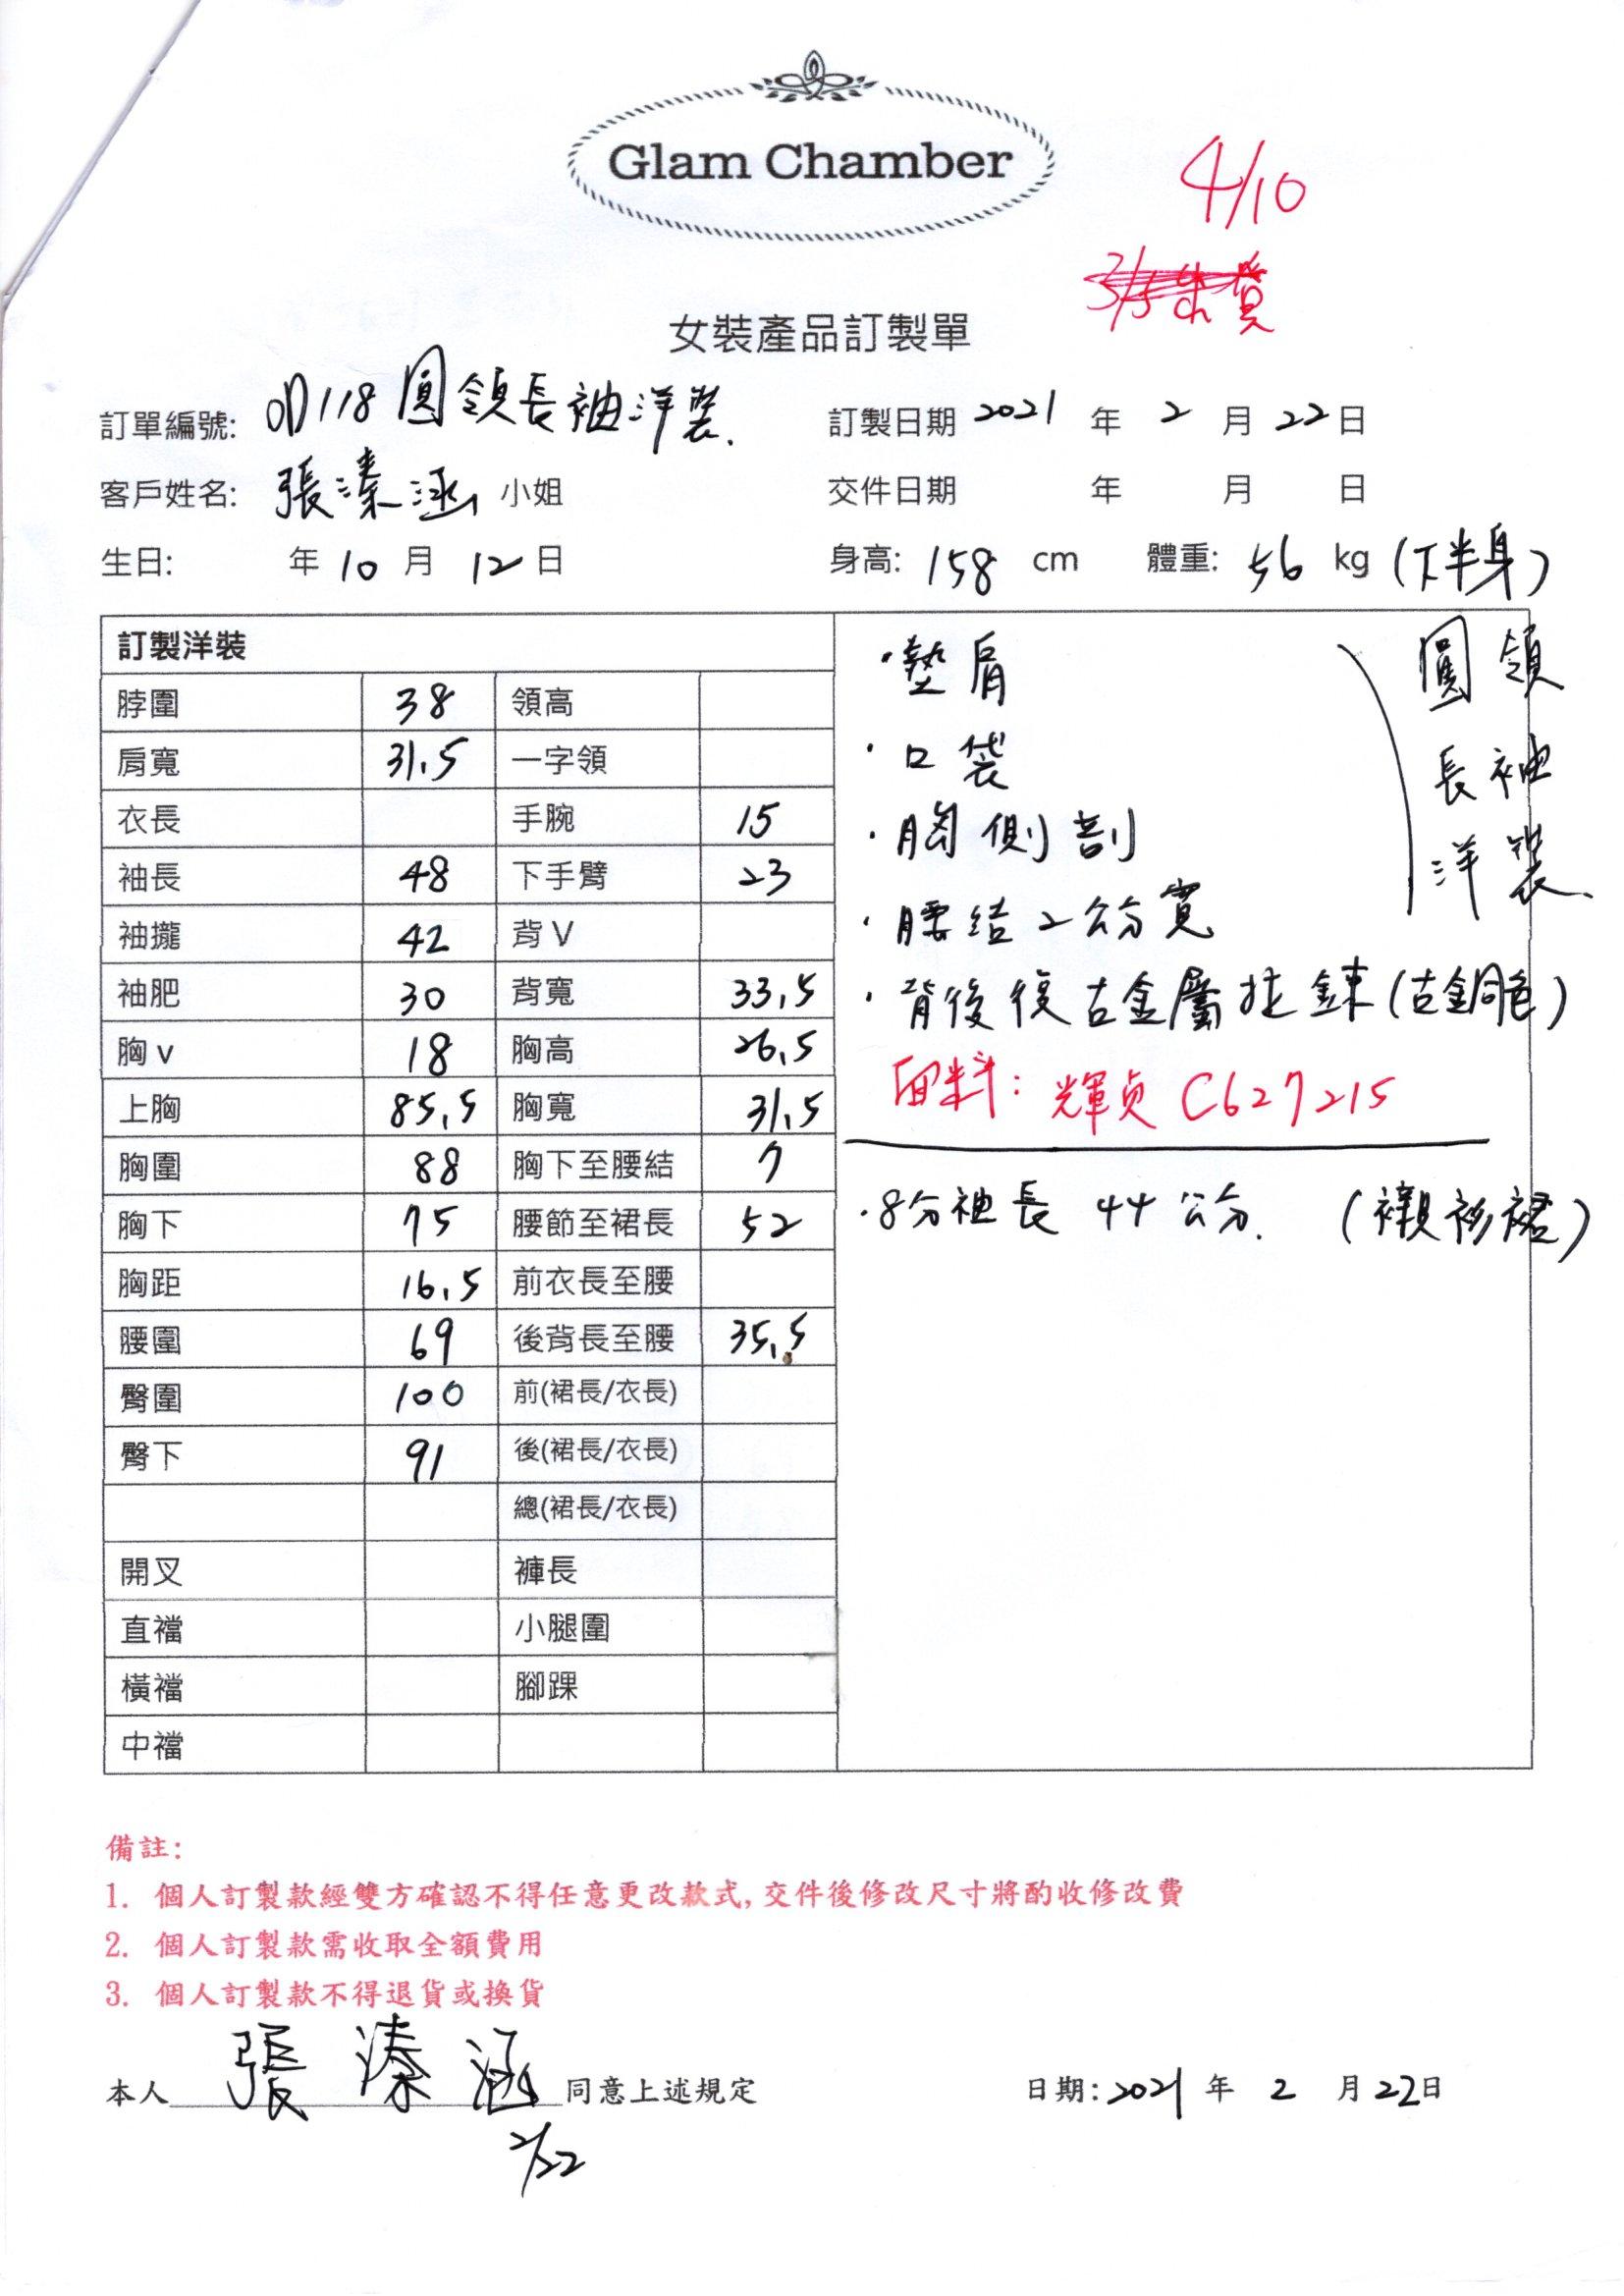 Glam Chamber
4/10
3/5出貨
女裝產品訂製單
訂單編號: 118圓領長袖洋裝. 訂製日期 2021 年 2 月 22 日
客戶姓名: 張溱涵 小姐 交件日期 年 月 日
生日: 年 10 月 12 日 身高: 158 cm 體重: 56 kg (下半身)
訂製洋裝
脖圍 38 領高
肩寬 31.5 一字領
衣長 手腕 15
袖長 48 下手臂 23
袖攏 42 背V
袖肥 30 背寬 33.5
胸v 18 胸高 26.5
上胸 85.5 胸寬 31.5
胸圍 88 胸下至腰結 7
胸下 75 腰節至裙長 52
胸距 16.5 前衣長至腰
腰圍 69 後背長至腰 35.5
臀圍 100 前(裙長/衣長)
臀下 91 後(裙長/衣長)
總(裙長/衣長)
開叉 褲長
直襠 小腿圍
橫襠 腳踝
中襠
·墊肩
·口袋
·胸側剖
·腰結2公分寬
·背後復古金屬拉鍊(古銅色)
圓領
長袖
洋裝.
面料: 輝貞 C627215
·8分袖長 44公分. (襯衫裙)
備註:
1. 個人訂製款經雙方確認不得任意更改款式,交件後修改尺寸將酌收修改費
2. 個人訂製款需收取全額費用
3. 個人訂製款不得退貨或換貨
本人 張溱涵 同意上述規定 日期: 2021 年 2 月 22日
2/22